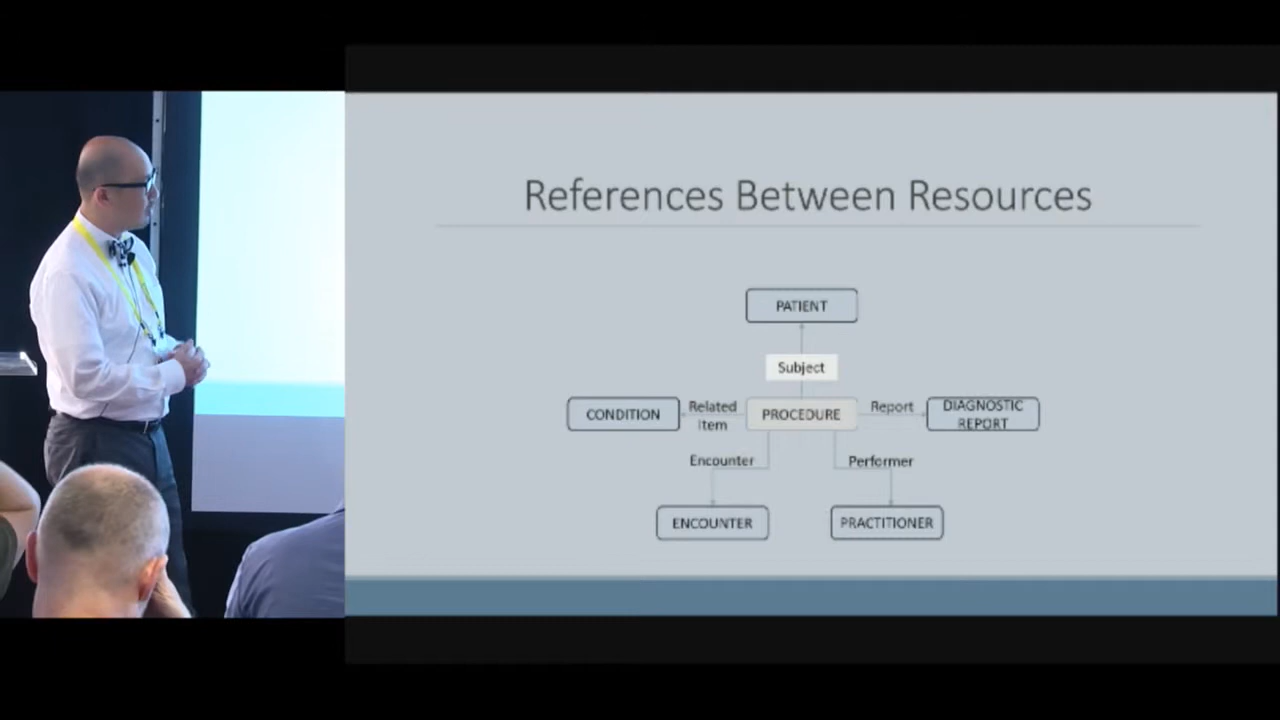 References Between Resources
PATIENT
Subject
CONDITION
Related
Item
PROCEDURE
Report
DIAGNOSTIC
REPORT
Encounter
Performer
ENCOUNTER
PRACTITIONER